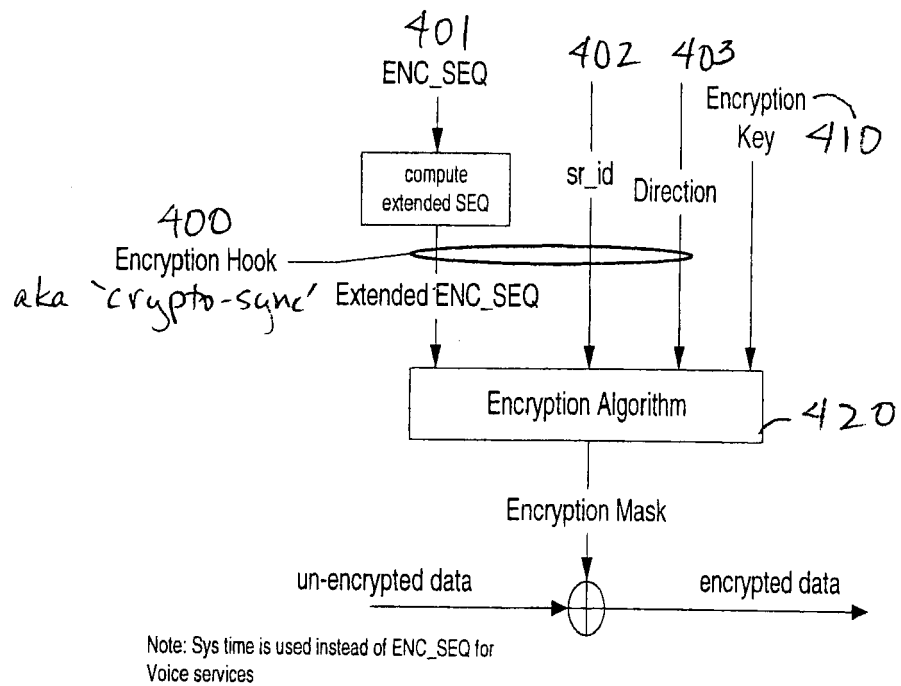 401
ENC_SEQ
402
403
Encryption
Key
410
compute
extended SEQ
sr_id
Direction
400
Encryption Hook
aka 'crypto-sync'
Extended ENC_SEQ
Encryption Algorithm
420
Encryption Mask
un-encrypted data
encrypted data
Note: Sys time is used instead of ENC_SEQ for
Voice services